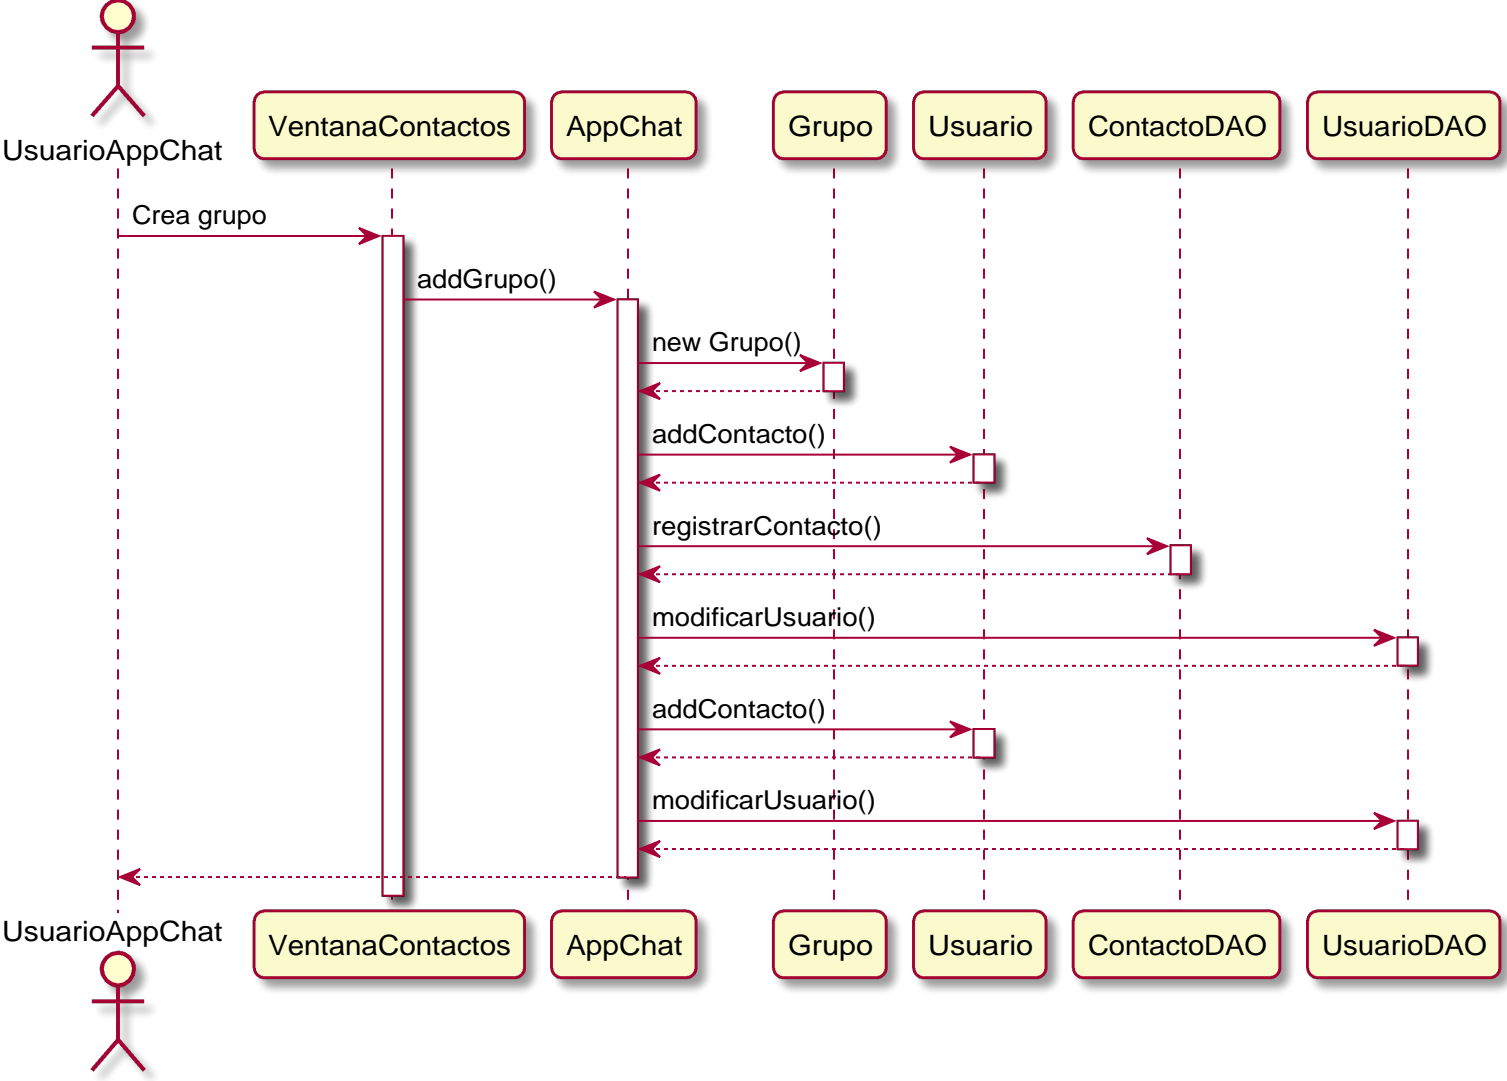 UsuarioAppChat
VentanaContactos
AppChat
Grupo
Usuario
ContactoDAO
UsuarioDAO
Crea grupo
addGrupo()
new Grupo()
addContacto()
registrarContacto()
modificarUsuario()
addContacto()
modificarUsuario()
UsuarioAppChat
VentanaContactos
AppChat
Grupo
Usuario
ContactoDAO
UsuarioDAO